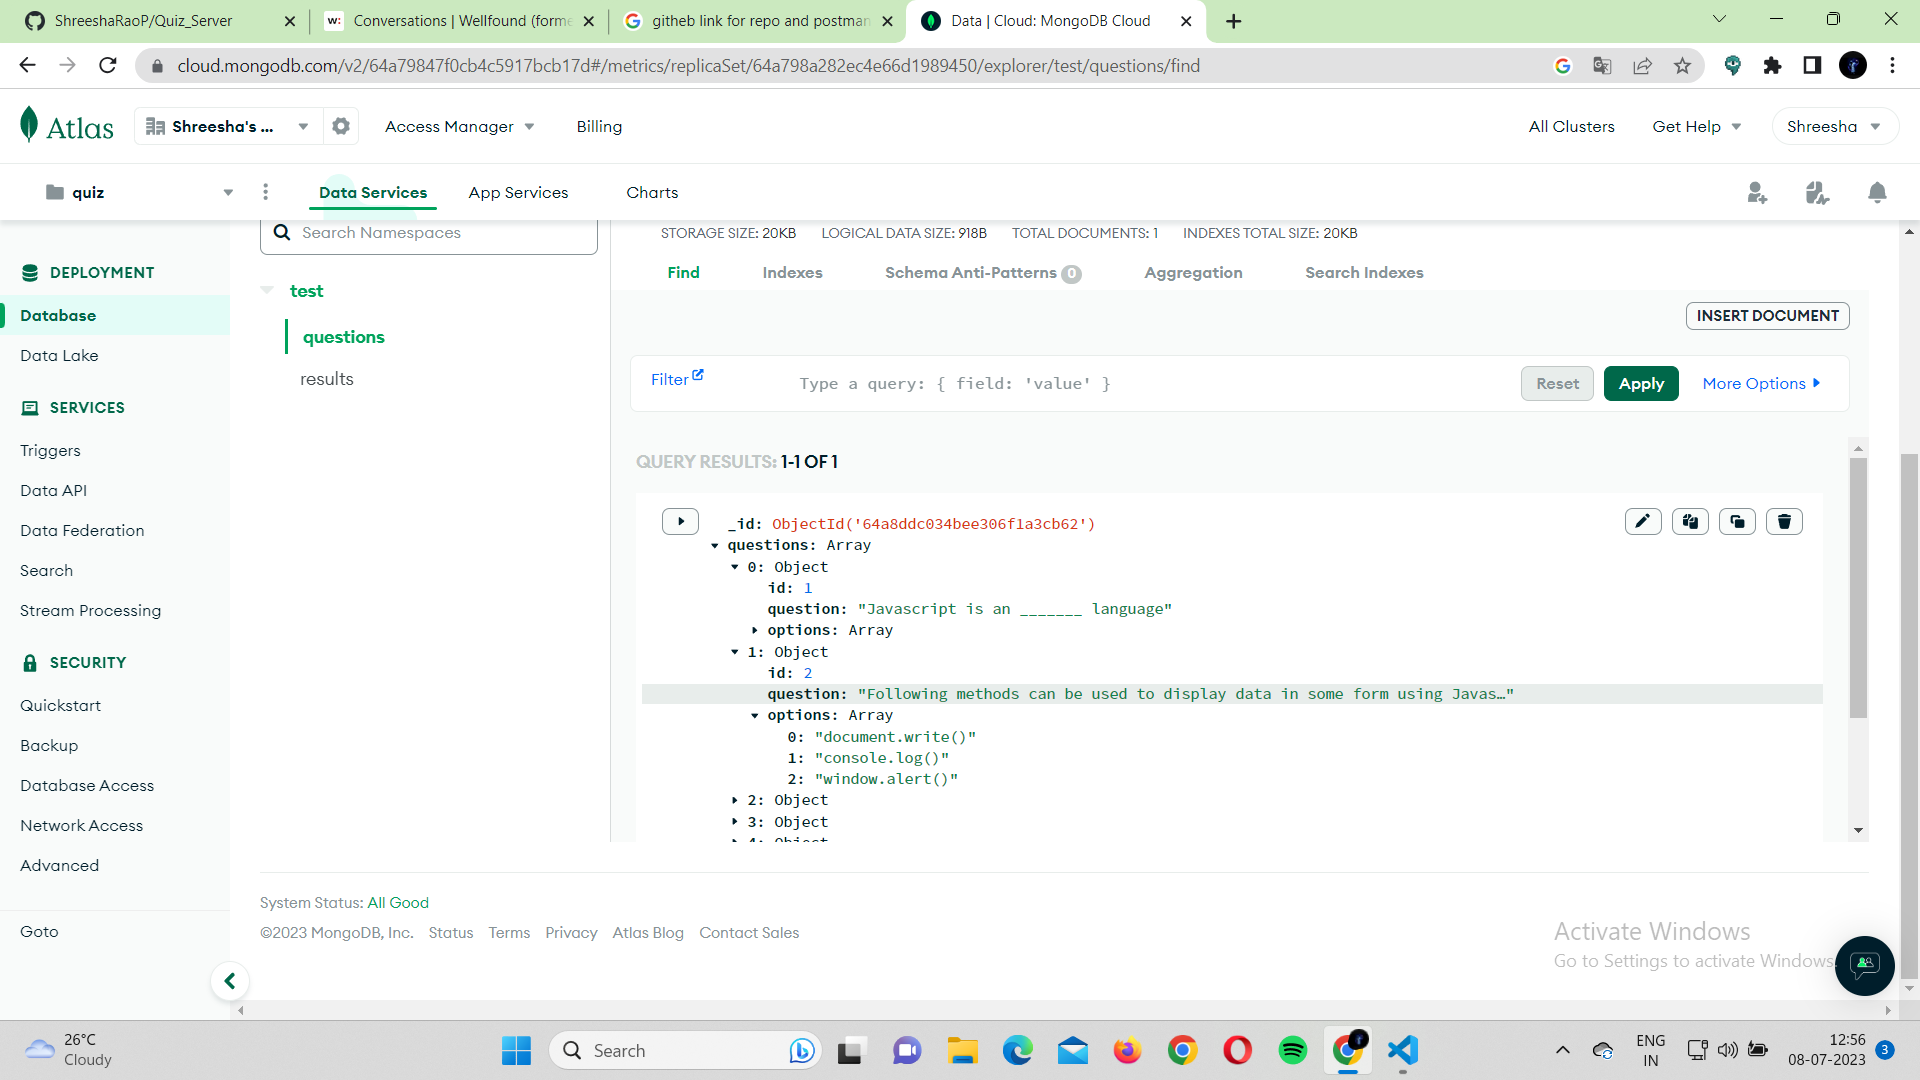 ShreeshaRaoP/Quiz_Server
Conversations | Wellfound (forme
githeb link for repo and postman
Data | Cloud: MongoDB Cloud
cloud.mongodb.com/v2/64a79847f0cb4c5917bcb17d#/metrics/replicaSet/64a798a282ec4e66d1989450/explorer/test/questions/find
Atlas
Shreesha's ...
Access Manager
Billing
All Clusters
Get Help
Shreesha
quiz
Data Services
App Services
Charts
DEPLOYMENT
Database
Data Lake
SERVICES
Triggers
Data API
Data Federation
Search
Stream Processing
SECURITY
Quickstart
Backup
Database Access
Network Access
Advanced
Goto
Search Namespaces
test
questions
results
STORAGE SIZE: 20KB LOGICAL DATA SIZE: 918B TOTAL DOCUMENTS: 1 INDEXES TOTAL SIZE: 20KB
Find Indexes Schema Anti-Patterns 0 Aggregation Search Indexes
INSERT DOCUMENT
Filter
Type a query: { field: 'value' }
Reset
Apply
More Options
QUERY RESULTS: 1-1 OF 1
_id: ObjectId('64a8ddc034bee306f1a3cb62')
questions: Array
0: Object
id: 1
question: "Javascript is an _______ language"
options: Array
1: Object
id: 2
question: "Following methods can be used to display data in some form using Javas…"
options: Array
0: "document.write()"
1: "console.log()"
2: "window.alert()"
2: Object
3: Object
4: Object
System Status: All Good
©2023 MongoDB, Inc. Status Terms Privacy Atlas Blog Contact Sales
Activate Windows
Go to Settings to activate Windows.
26°C
Cloudy
Search
ENG
IN
12:56
08-07-2023
3